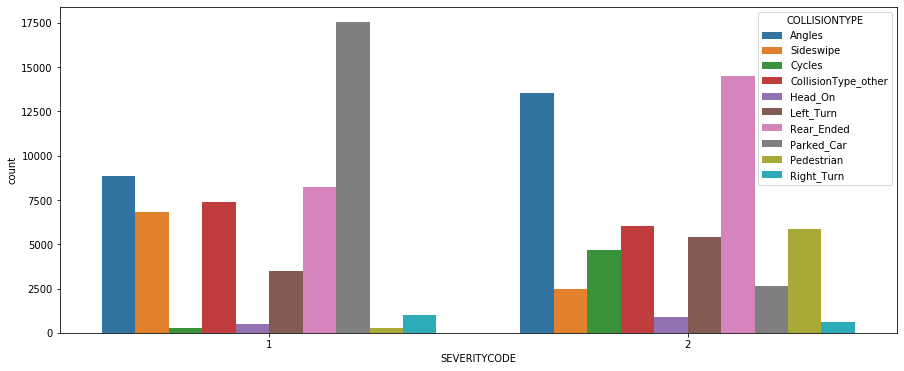 17500
15000
12500
10000
7500
5000
2500
0
count
1
2
SEVERITYCODE
COLLISIONTYPE
Angles
Sideswipe
Cycles
CollisionType_other
Head_On
Left_Turn
Rear_Ended
Parked_Car
Pedestrian
Right_Turn